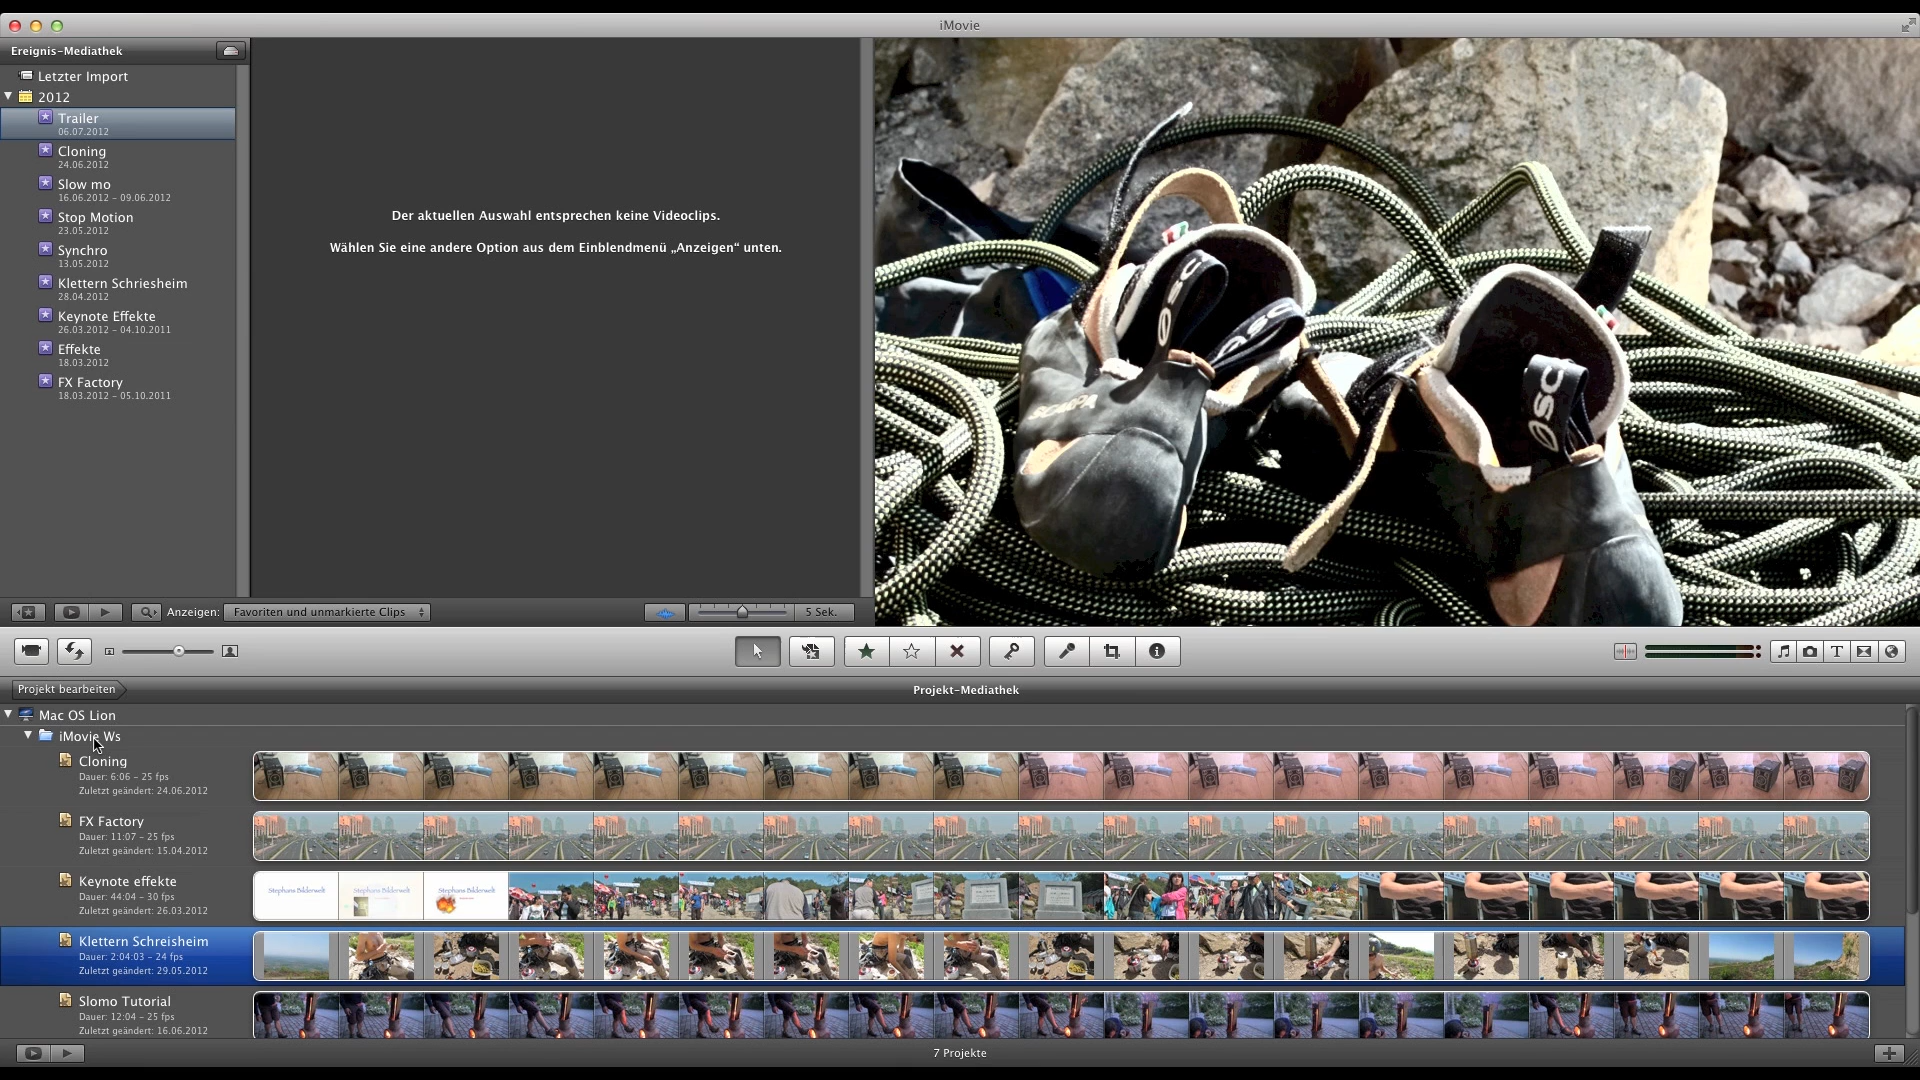 iMovie
Ereignis-Mediathek
Letzter Import
2012
Trailer
06.07.2012
Cloning
24.06.2012
Slow mo
16.06.2012 – 09.06.2012
Stop Motion
23.05.2012
Synchro
13.05.2012
Klettern Schriesheim
28.04.2012
Keynote Effekte
26.03.2012 – 04.10.2011
Effekte
18.03.2012
FX Factory
18.03.2012 – 05.10.2011
Der aktuellen Auswahl entsprechen keine Videoclips.
Wählen Sie eine andere Option aus dem Einblendmenü „Anzeigen“ unten.
SCARPA
Anzeigen: Favoriten und unmarkierte Clips
5 Sek.
Projekt bearbeiten
Projekt-Mediathek
Mac OS Lion
iMovie Ws
Cloning
Dauer: 6:06 – 25 fps
Zuletzt geändert: 24.06.2012
FX Factory
Dauer: 11:07 – 25 fps
Zuletzt geändert: 15.04.2012
Keynote effekte
Dauer: 44:04 – 30 fps
Zuletzt geändert: 26.03.2012
Stephans Bilderwelt
Stephans Bilderwelt
Stephans Bilderwelt
Klettern Schreisheim
Dauer: 2:04:03 – 24 fps
Zuletzt geändert: 29.05.2012
Slomo Tutorial
Dauer: 12:04 – 25 fps
Zuletzt geändert: 16.06.2012
7 Projekte